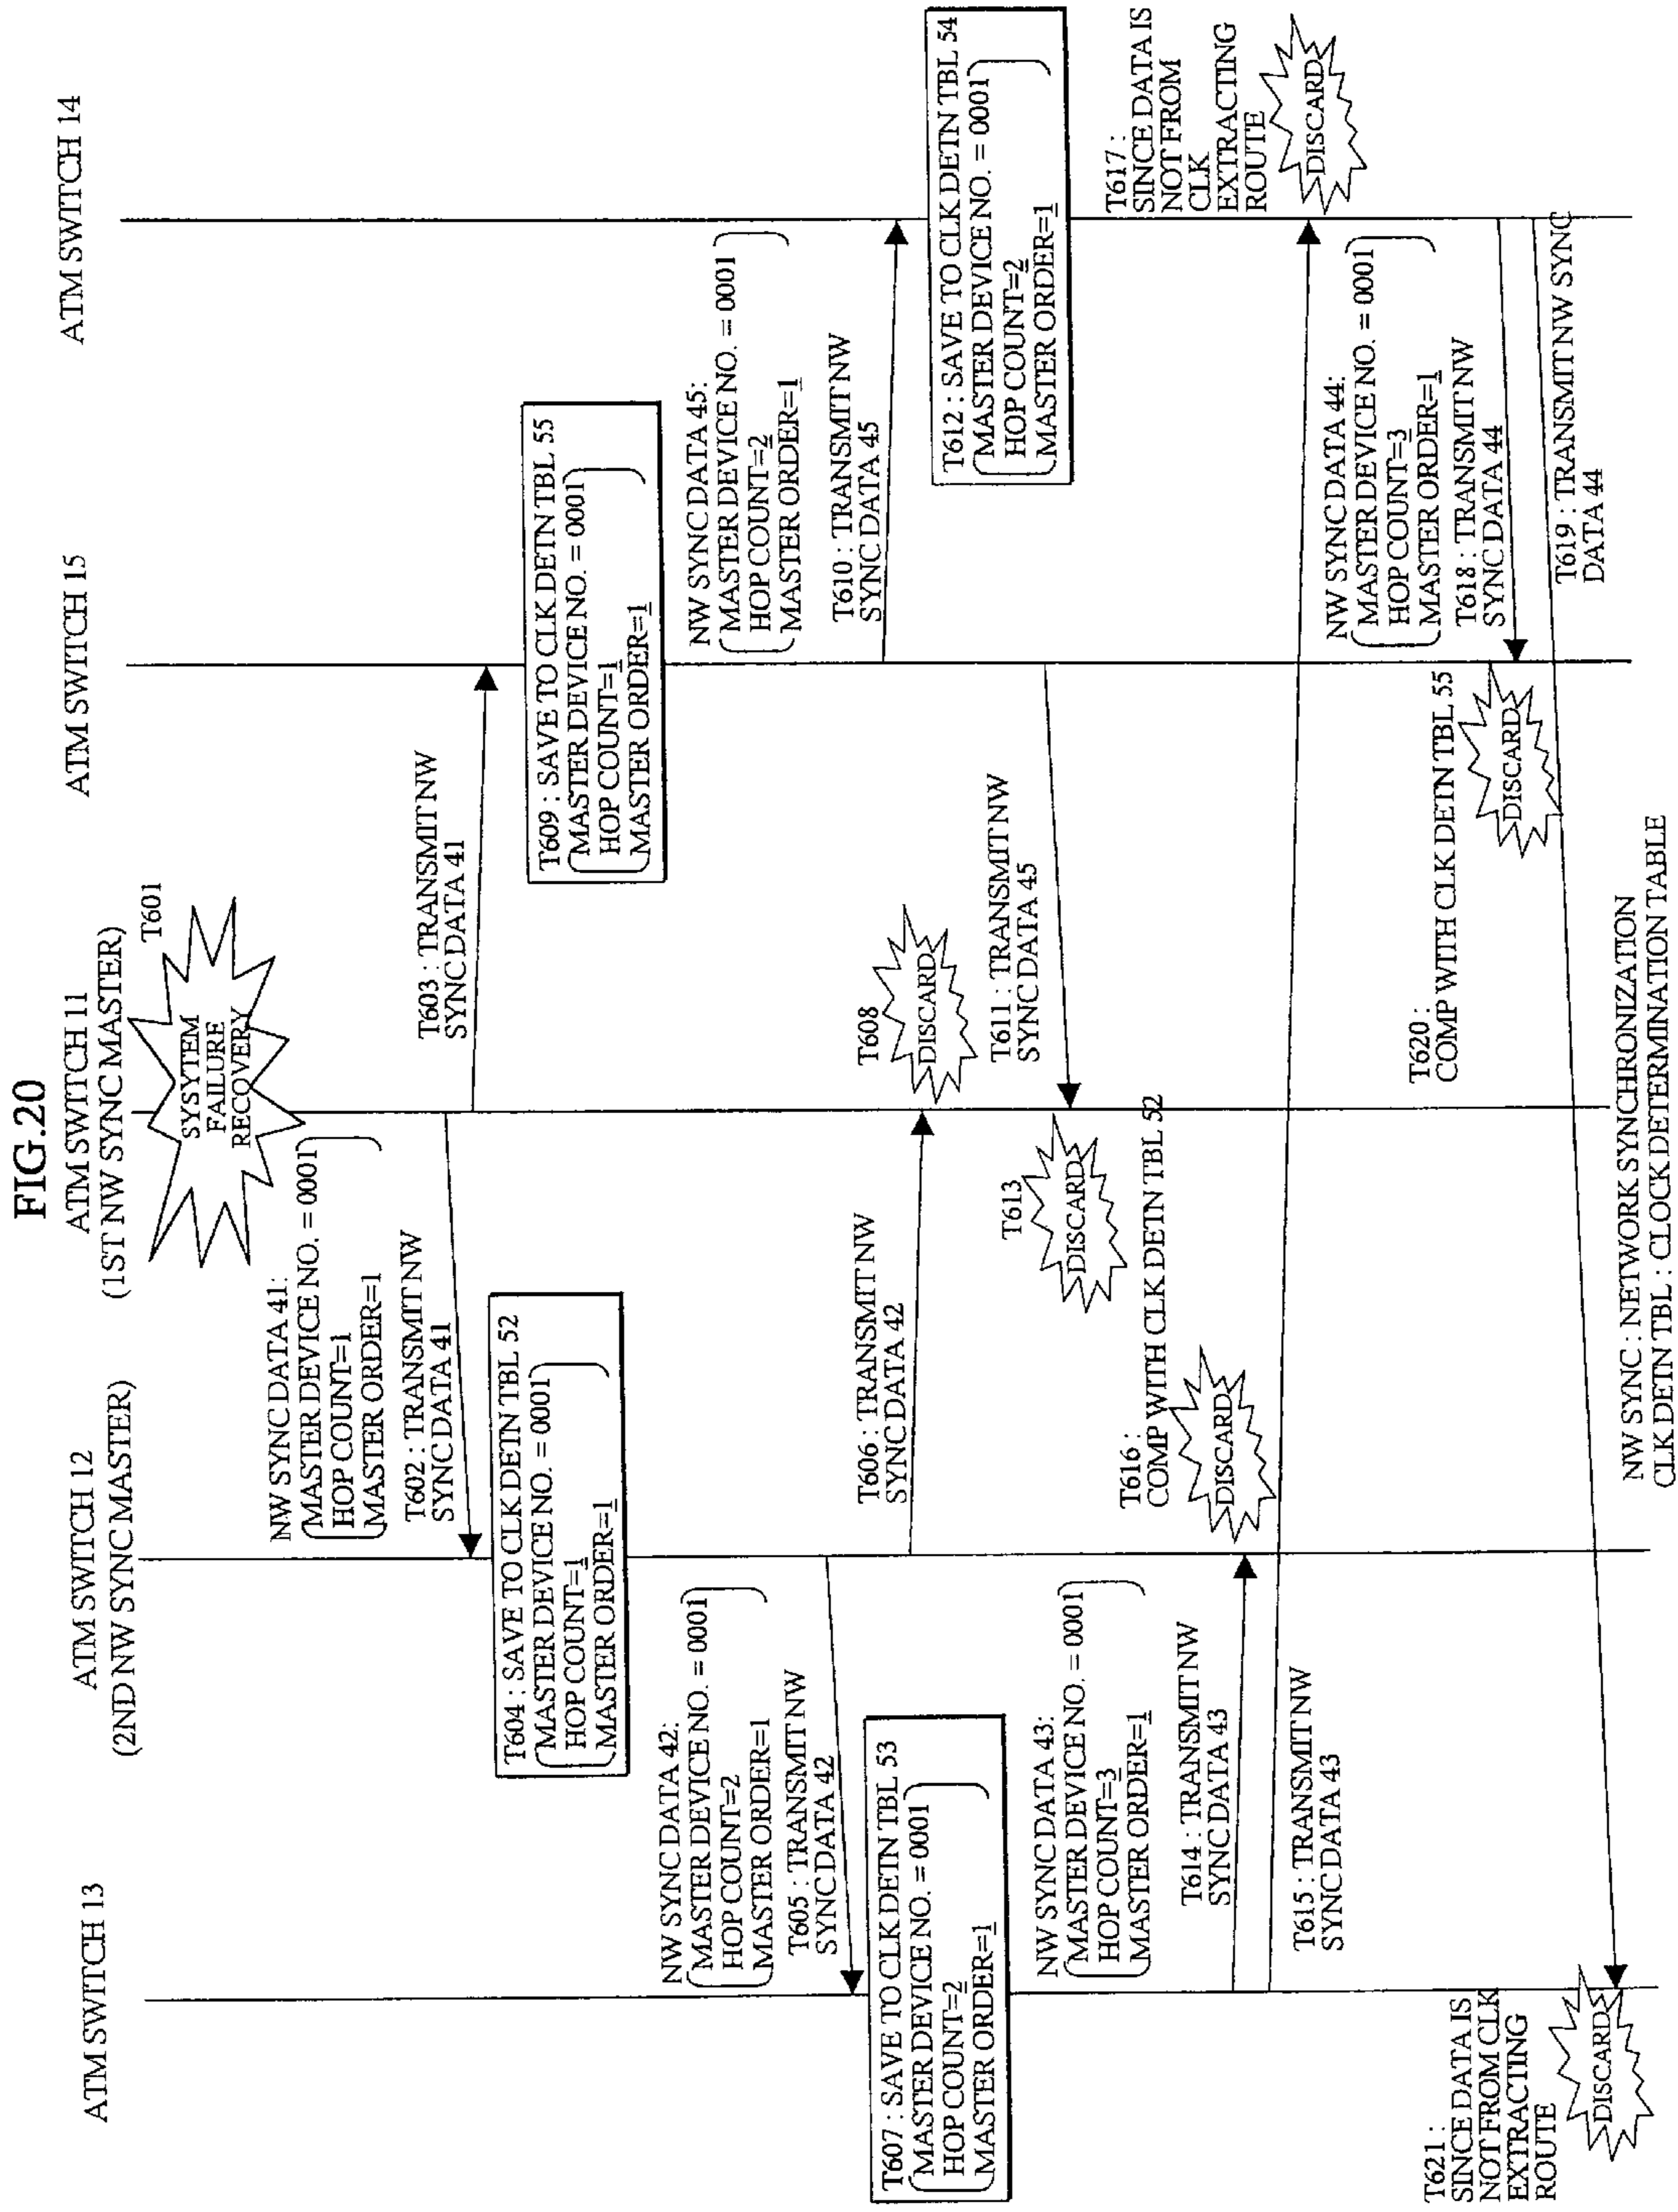 FIG.20
ATM SWITCH 13
ATM SWITCH 12
(2ND NW SYNC MASTER)
ATM SWITCH 11
(1ST NW SYNC MASTER)
ATM SWITCH 15
ATM SWITCH 14
T601
SYSYTEM
FAILURE
RECOVERY
NW SYNC DATA 41:
MASTER DEVICE NO. = 0001
HOP COUNT=1
MASTER ORDER=1
T602 : TRANSMIT NW
SYNC DATA 41
T603 : TRANSMIT NW
SYNC DATA 41
T604 : SAVE TO CLK DETN TBL 52
MASTER DEVICE NO. = 0001
HOP COUNT=1
MASTER ORDER=1
T609 : SAVE TO CLK DETN TBL 55
MASTER DEVICE NO. = 0001
HOP COUNT=1
MASTER ORDER=1
NW SYNC DATA 42:
MASTER DEVICE NO. = 0001
HOP COUNT=2
MASTER ORDER=1
T605 : TRANSMIT NW
SYNC DATA 42
T606 : TRANSMIT NW
SYNC DATA 42
T608
DISCARD
NW SYNC DATA 45:
MASTER DEVICE NO. = 0001
HOP COUNT=2
MASTER ORDER=1
T610 : TRANSMIT NW
SYNC DATA 45
T607 : SAVE TO CLK DETN TBL 53
MASTER DEVICE NO. = 0001
HOP COUNT=2
MASTER ORDER=1
T611 : TRANSMIT NW
SYNC DATA 45
T613
DISCARD
T612 : SAVE TO CLK DETN TBL 54
MASTER DEVICE NO. = 0001
HOP COUNT=2
MASTER ORDER=1
NW SYNC DATA 43:
MASTER DEVICE NO. = 0001
HOP COUNT=3
MASTER ORDER=1
T614 : TRANSMIT NW
SYNC DATA 43
T616 :
COMP WITH CLK DETN TBL 52
DISCARD
T615 : TRANSMIT NW
SYNC DATA 43
T617 :
SINCE DATA IS
NOT FROM
CLK
EXTRACTING
ROUTE
DISCARD
NW SYNC DATA 44:
MASTER DEVICE NO. = 0001
HOP COUNT=3
MASTER ORDER=1
T618 : TRANSMIT NW
SYNC DATA 44
T620 :
COMP WITH CLK DETN TBL 55
DISCARD
T619 : TRANSMIT NW SYNC
DATA 44
T621 :
SINCE DATA IS
NOT FROM CLK
EXTRACTING
ROUTE
DISCARD
NW SYNC : NETWORK SYNCHRONIZATION
CLK DETN TBL : CLOCK DETERMINATION TABLE